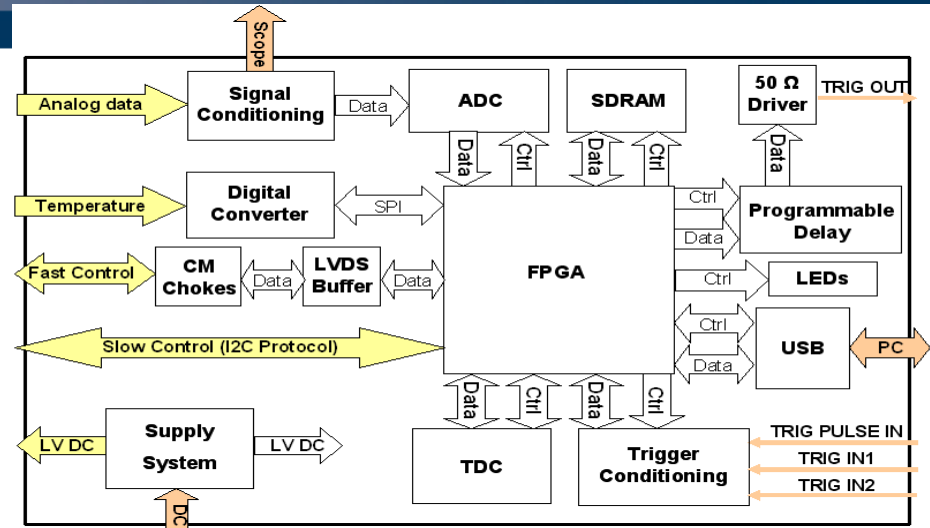 Scope
Analog data
Signal
Conditioning
Data
ADC
SDRAM
50 Ω
Driver
TRIG OUT
Data
Ctrl
Data
Ctrl
Data
Temperature
Digital
Converter
SPI
Ctrl
Data
Programmable
Delay
Fast Control
CM
Chokes
Data
LVDS
Buffer
Data
FPGA
Ctrl
LEDs
Slow Control (I2C Protocol)
Ctrl
Data
USB
PC
Data
Ctrl
Data
Ctrl
LV DC
Supply
System
LV DC
TDC
Trigger
Conditioning
TRIG PULSE IN
TRIG IN1
TRIG IN2
DC